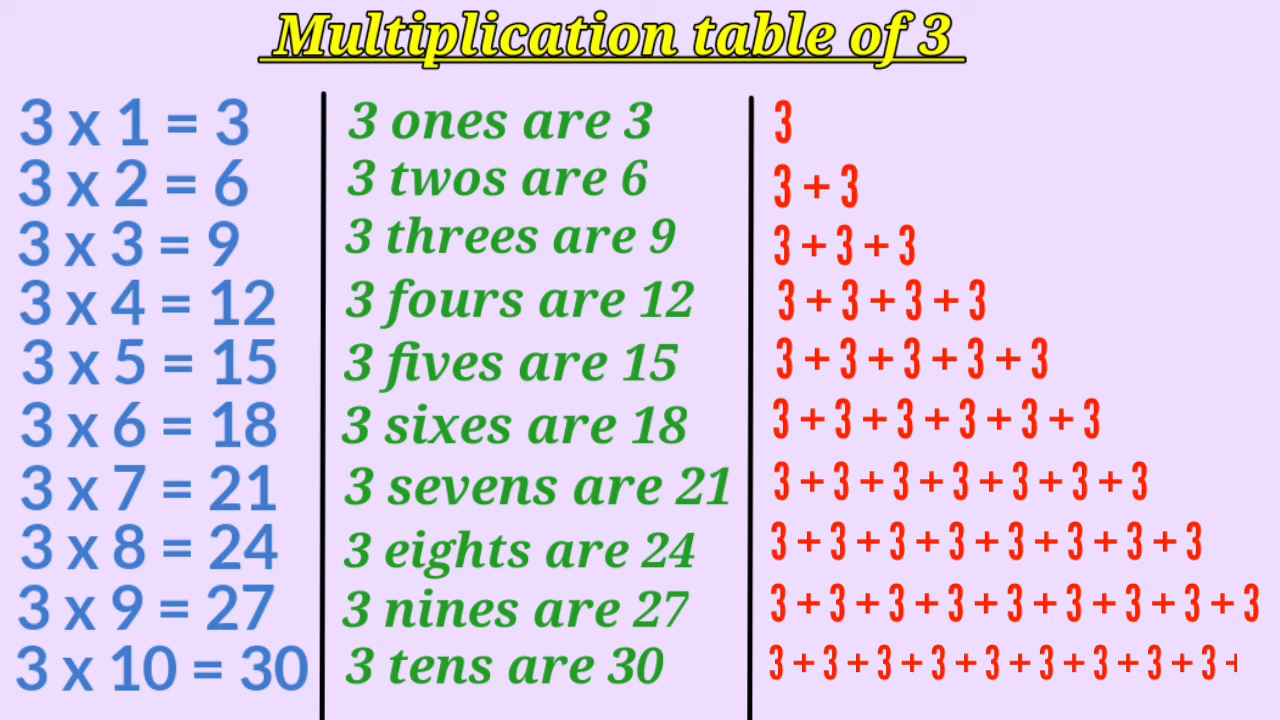 Multiplication table of 3
3 x 1 = 3
3 x 2 = 6
3 x 3 = 9
3 x 4 = 12
3 x 5 = 15
3 x 6 = 18
3 x 7 = 21
3 x 8 = 24
3 x 9 = 27
3 x 10 = 30
3 ones are 3
3 twos are 6
3 threes are 9
3 fours are 12
3 fives are 15
3 sixes are 18
3 sevens are 21
3 eights are 24
3 nines are 27
3 tens are 30
3
3 + 3
3 + 3 + 3
3 + 3 + 3 + 3
3 + 3 + 3 + 3 + 3
3 + 3 + 3 + 3 + 3 + 3
3 + 3 + 3 + 3 + 3 + 3 + 3
3 + 3 + 3 + 3 + 3 + 3 + 3 + 3
3 + 3 + 3 + 3 + 3 + 3 + 3 + 3 + 3
3 + 3 + 3 + 3 + 3 + 3 + 3 + 3 + 3 +